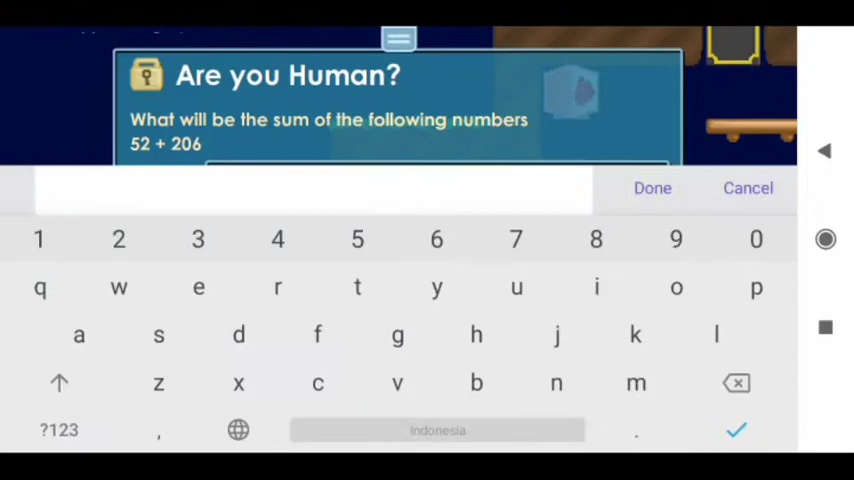 Are you Human?
What will be the sum of the following numbers
52 + 206
Done Cancel
1 2 3 4 5 6 7 8 9 0
q w e r t y u i o p
a s d f g h j k l
z x c v b n m
?123 , Indonesia .